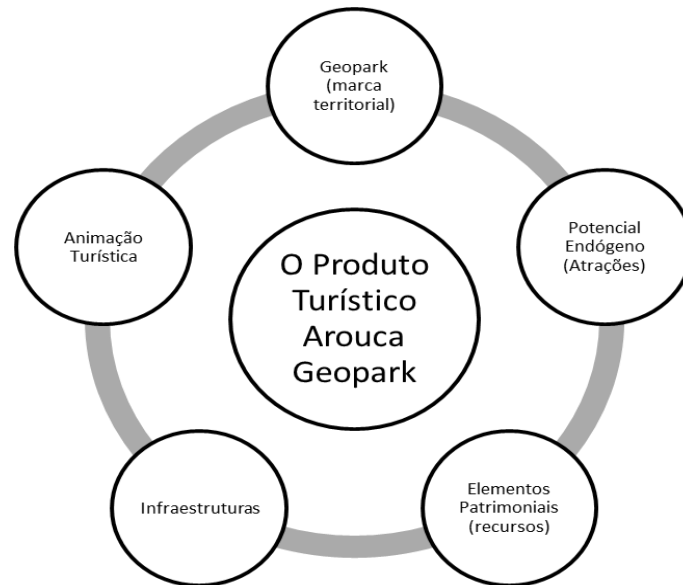 Geopark
(marca
territorial)
Potencial
Endógeno
(Atrações)
Elementos
Patrimoniais
(recursos)
Infraestruturas
Animação
Turística
O Produto
Turístico
Arouca
Geopark